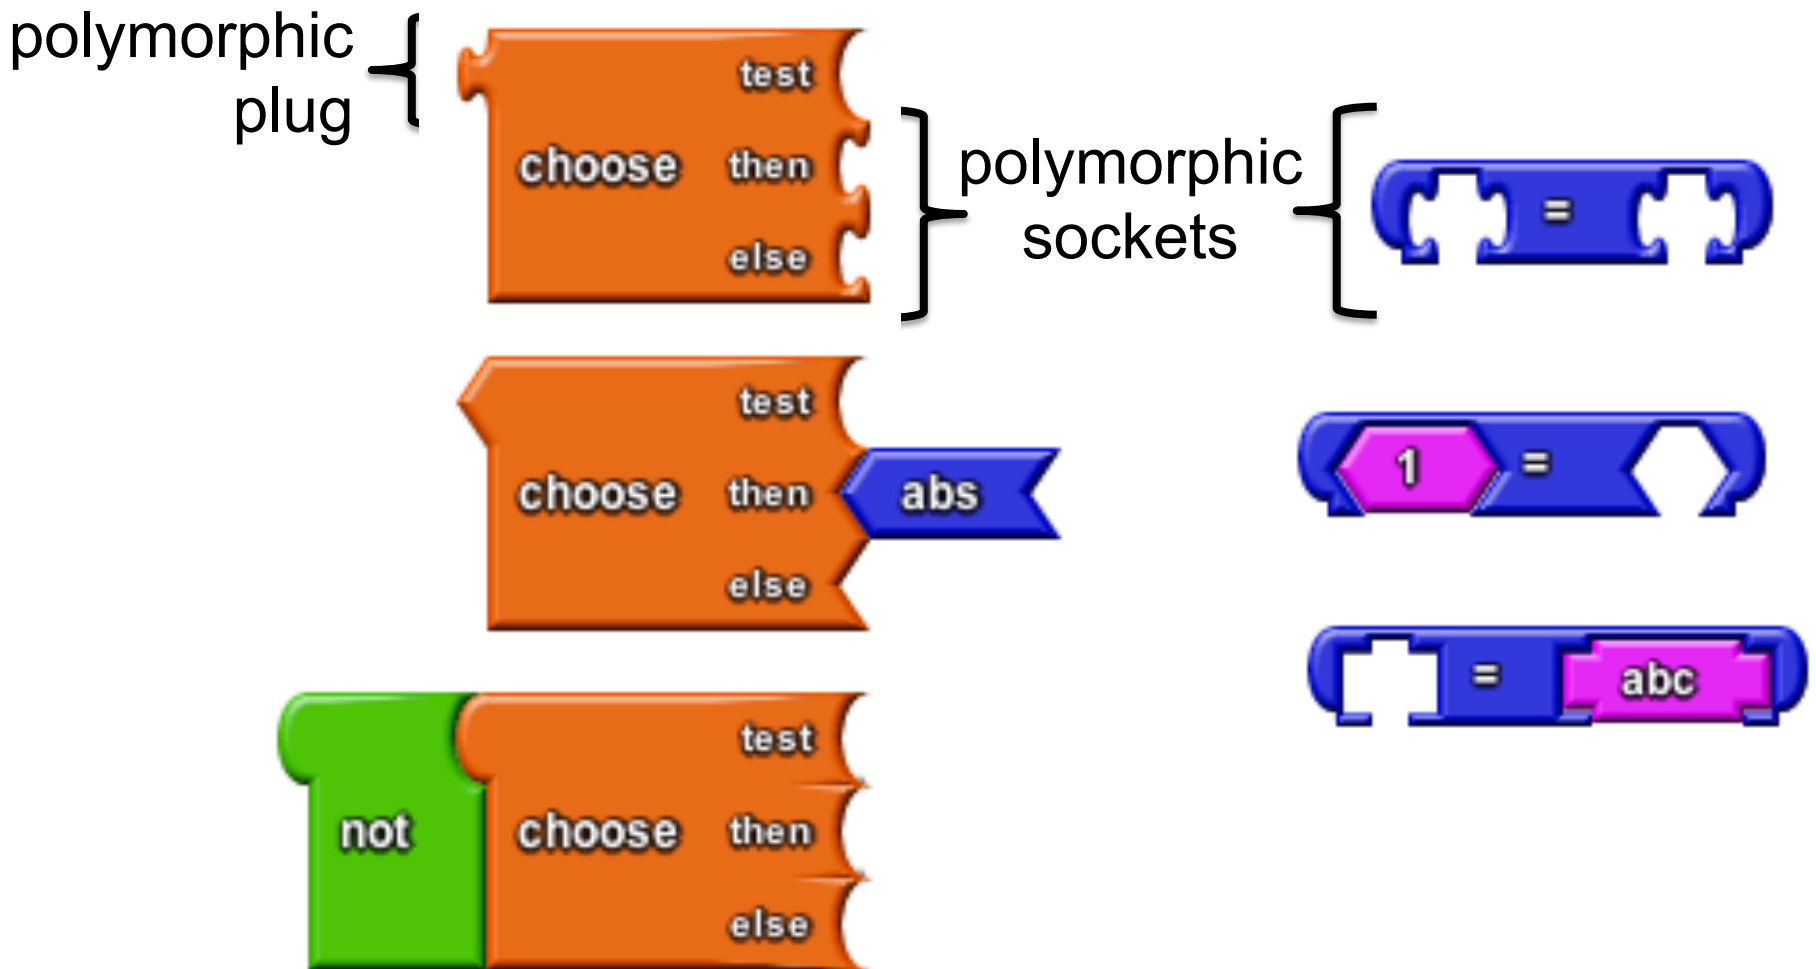 polymorphic
plug
test
choose then
else
polymorphic
sockets
=
test
choose then abs
else
1 =
= abc
test
not choose then
else